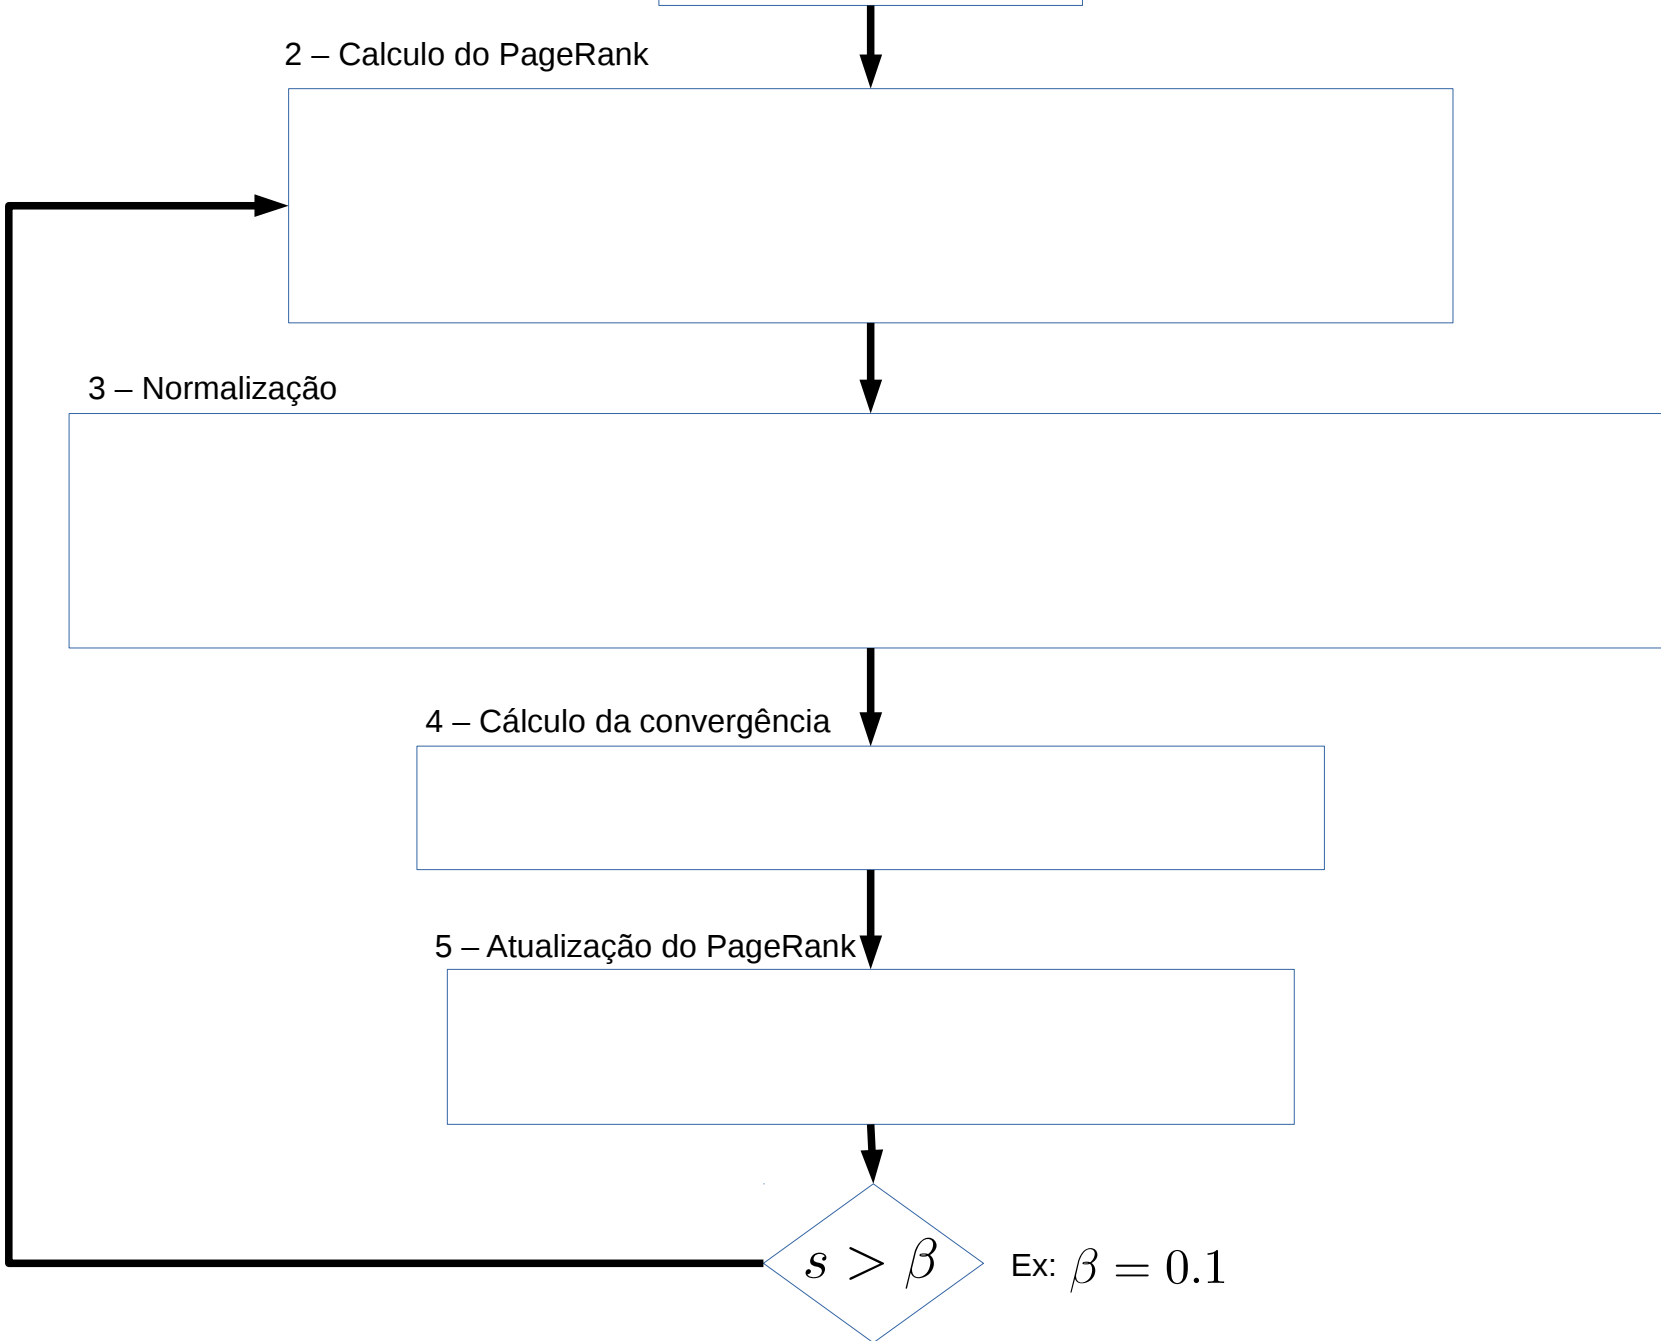 2 – Calculo do PageRank
3 – Normalização
4 – Cálculo da convergência
5 – Atualização do PageRank
s > β
Ex: β = 0.1